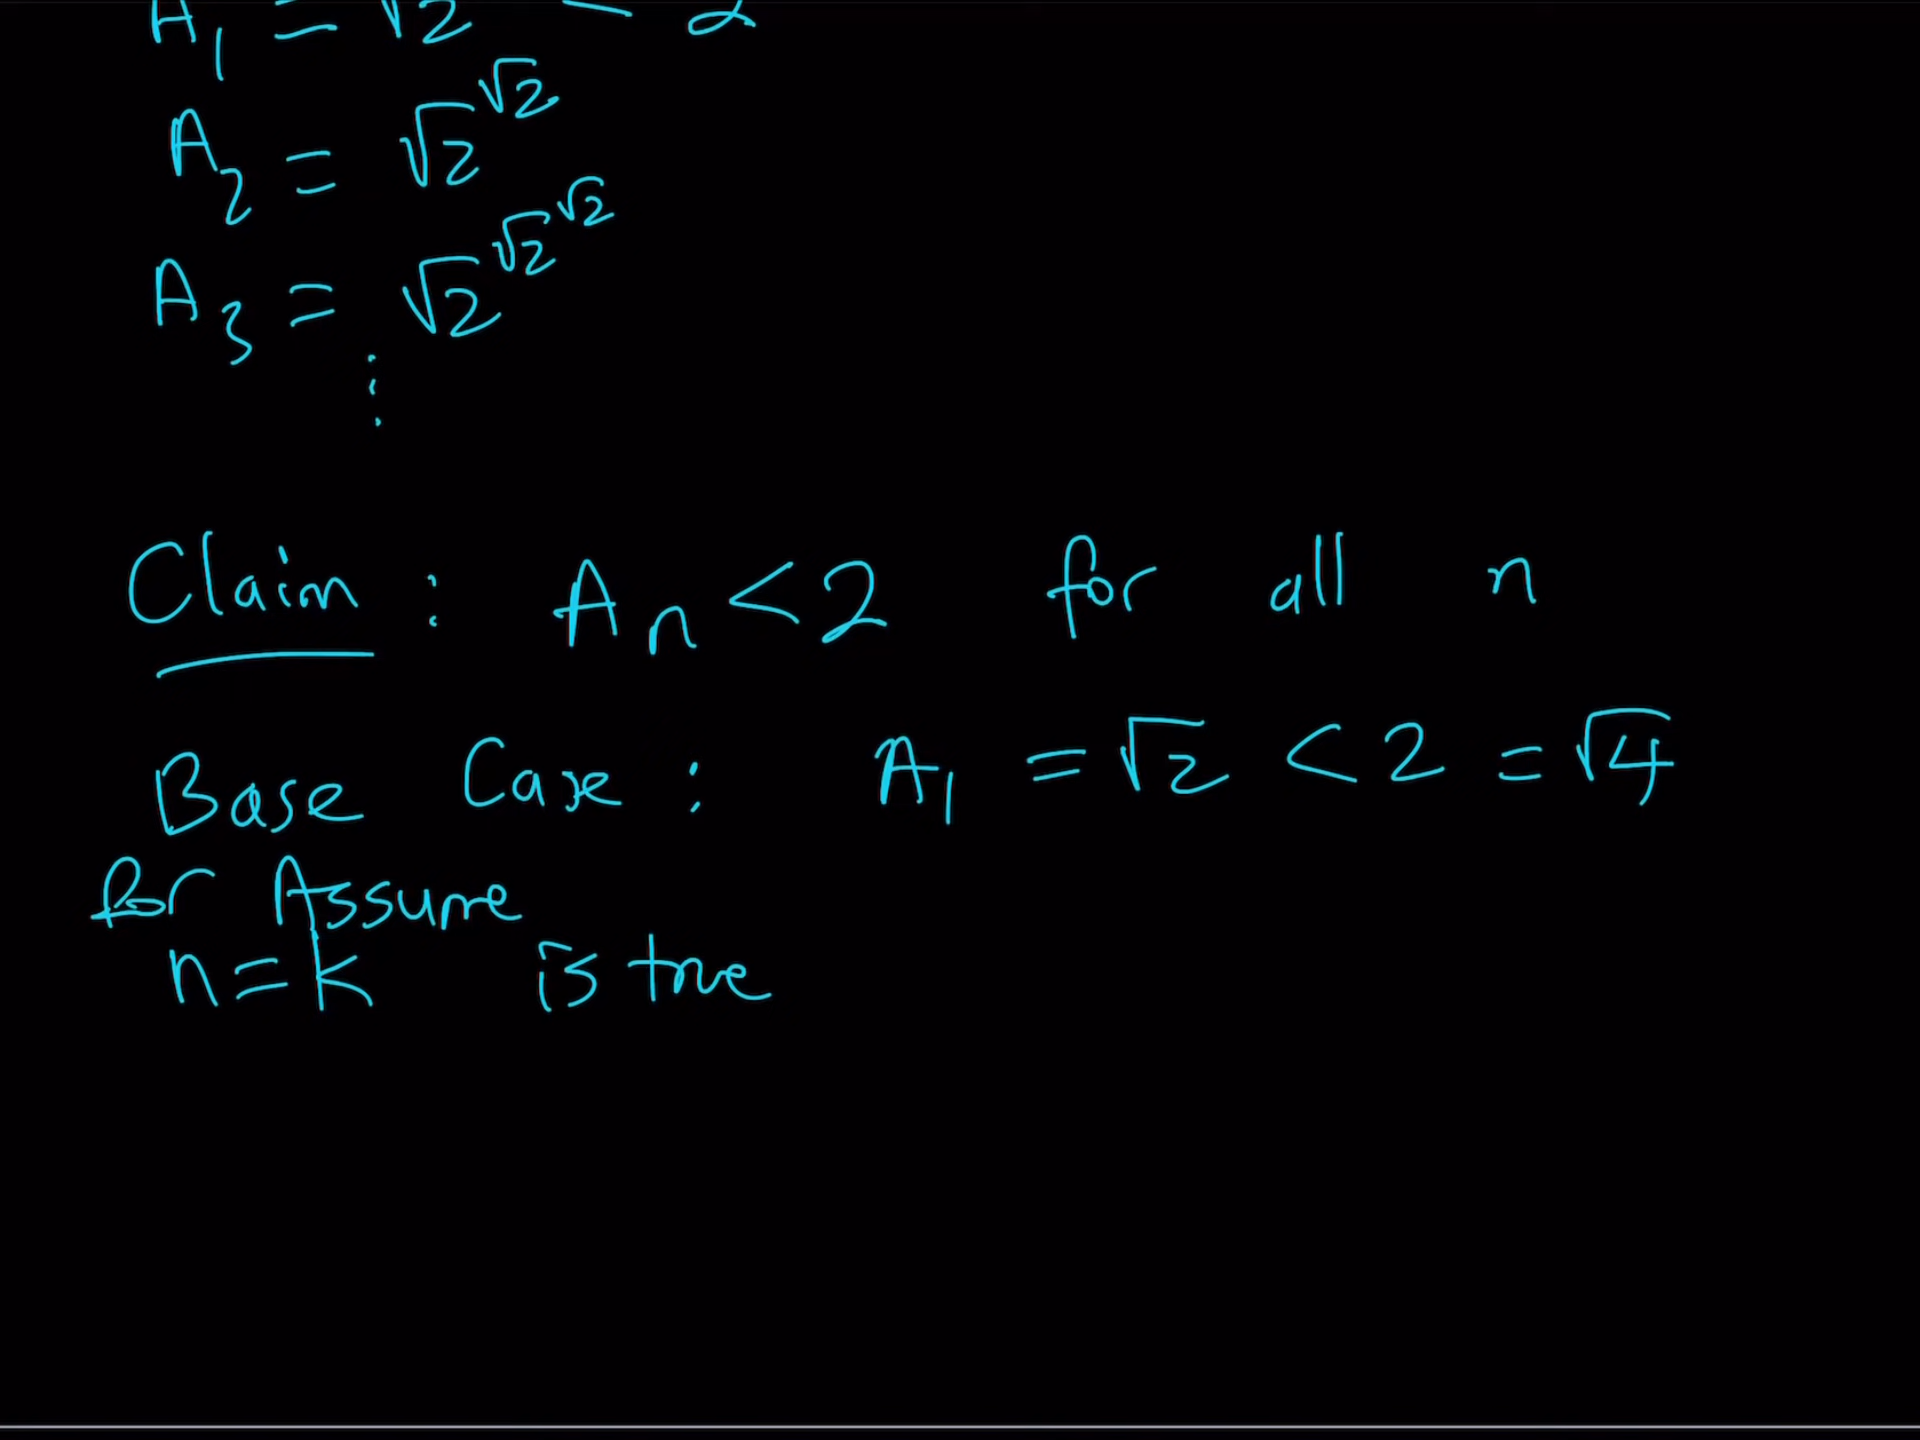 A₁ = √2
A₂ = √2^√2
A₃ = √2^√2^√2
⋮
Claim : Aₙ < 2 for all n
Base Case : A₁ = √2 < 2 = √4
for Assume
n = k is true